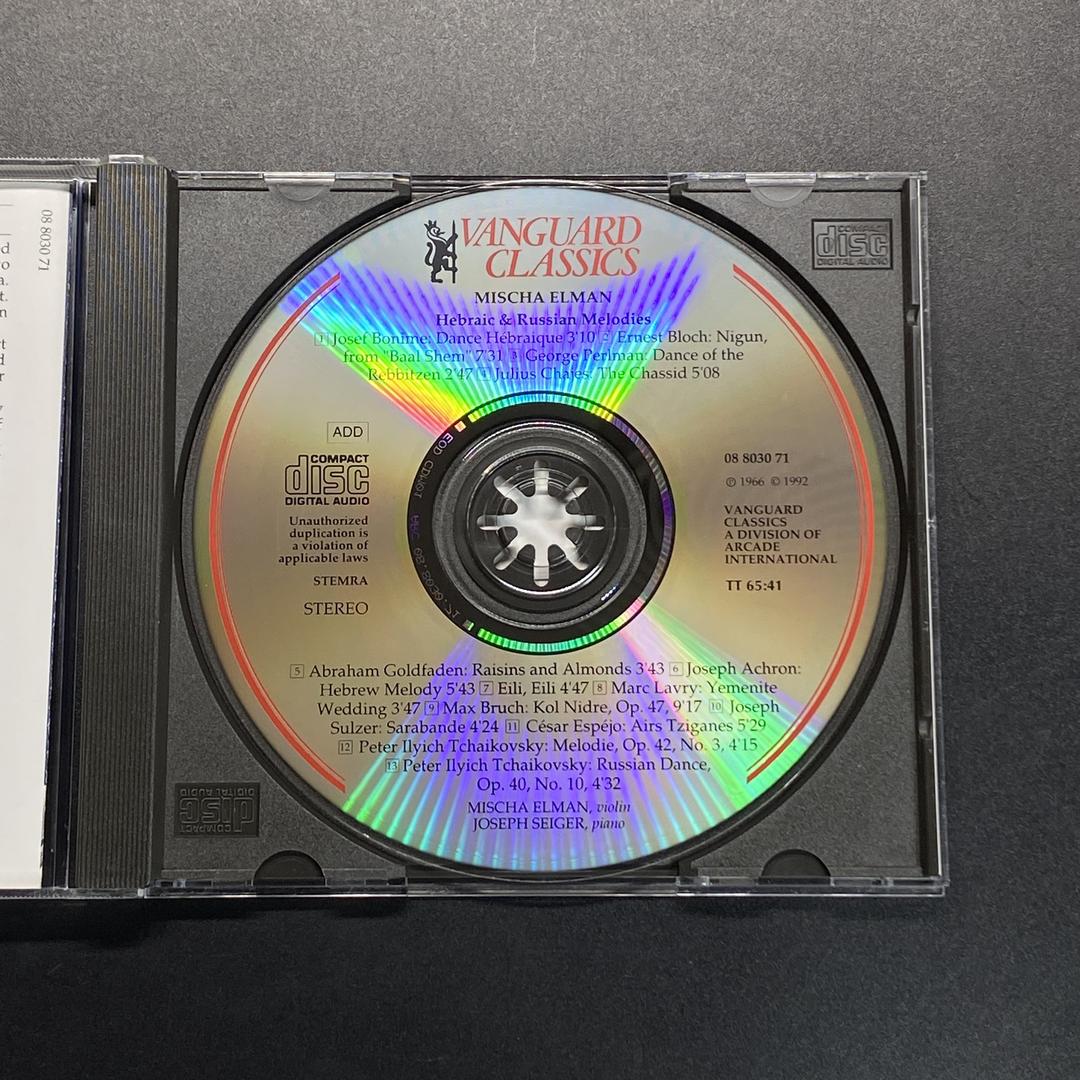 08 8030 71
VANGUARD
CLASSICS
MISCHA ELMAN
Hebraic & Russian Melodies
1 Josef Bonime: Dance Hébraique 3'10 2 Ernest Bloch: Nigun,
from "Baal Shem" 7'31 3 George Perlman: Dance of the
Rebbitzen 2'47 4 Julius Chajes: The Chassid 5'08
ADD
COMPACT
disc
DIGITAL AUDIO
Unauthorized
duplication is
a violation of
applicable laws
STEMRA
STEREO
08 8030 71
℗ 1966 © 1992
VANGUARD
CLASSICS
A DIVISION OF
ARCADE
INTERNATIONAL
TT 65:41
5 Abraham Goldfaden: Raisins and Almonds 3'43 6 Joseph Achron:
Hebrew Melody 5'43 7 Eili, Eili 4'47 8 Marc Lavry: Yemenite
Wedding 3'47 9 Max Bruch: Kol Nidre, Op. 47, 9'17 10 Joseph
Sulzer: Sarabande 4'24 11 César Espéjo: Airs Tziganes 5'29
12 Peter Ilyich Tchaikovsky: Melodie, Op. 42, No. 3, 4'15
13 Peter Ilyich Tchaikovsky: Russian Dance,
Op. 40, No. 10, 4'32
MISCHA ELMAN, violin
JOSEPH SEIGER, piano
COMPACT
disc
DIGITAL AUDIO
COMPACT
disc
DIGITAL AUDIO